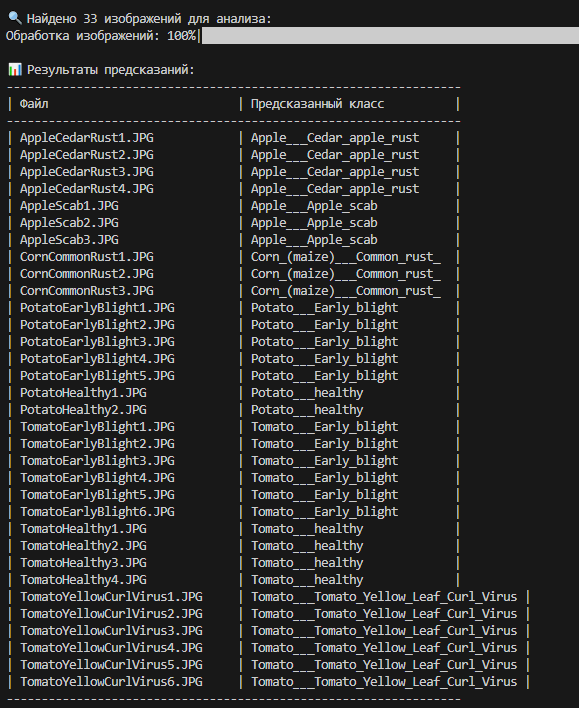 🔍 Найдено 33 изображений для анализа:
Обработка изображений: 100%|
📊 Результаты предсказаний:
-----------------------------------------------------------------
| Файл | Предсказанный класс |
-----------------------------------------------------------------
| AppleCedarRust1.JPG | Apple___Cedar_apple_rust |
| AppleCedarRust2.JPG | Apple___Cedar_apple_rust |
| AppleCedarRust3.JPG | Apple___Cedar_apple_rust |
| AppleCedarRust4.JPG | Apple___Cedar_apple_rust |
| AppleScab1.JPG | Apple___Apple_scab |
| AppleScab2.JPG | Apple___Apple_scab |
| AppleScab3.JPG | Apple___Apple_scab |
| CornCommonRust1.JPG | Corn_(maize)___Common_rust_ |
| CornCommonRust2.JPG | Corn_(maize)___Common_rust_ |
| CornCommonRust3.JPG | Corn_(maize)___Common_rust_ |
| PotatoEarlyBlight1.JPG | Potato___Early_blight |
| PotatoEarlyBlight2.JPG | Potato___Early_blight |
| PotatoEarlyBlight3.JPG | Potato___Early_blight |
| PotatoEarlyBlight4.JPG | Potato___Early_blight |
| PotatoEarlyBlight5.JPG | Potato___Early_blight |
| PotatoHealthy1.JPG | Potato___healthy |
| PotatoHealthy2.JPG | Potato___healthy |
| TomatoEarlyBlight1.JPG | Tomato___Early_blight |
| TomatoEarlyBlight2.JPG | Tomato___Early_blight |
| TomatoEarlyBlight3.JPG | Tomato___Early_blight |
| TomatoEarlyBlight4.JPG | Tomato___Early_blight |
| TomatoEarlyBlight5.JPG | Tomato___Early_blight |
| TomatoEarlyBlight6.JPG | Tomato___Early_blight |
| TomatoHealthy1.JPG | Tomato___healthy |
| TomatoHealthy2.JPG | Tomato___healthy |
| TomatoHealthy3.JPG | Tomato___healthy |
| TomatoHealthy4.JPG | Tomato___healthy |
| TomatoYellowCurlVirus1.JPG | Tomato___Tomato_Yellow_Leaf_Curl_Virus |
| TomatoYellowCurlVirus2.JPG | Tomato___Tomato_Yellow_Leaf_Curl_Virus |
| TomatoYellowCurlVirus3.JPG | Tomato___Tomato_Yellow_Leaf_Curl_Virus |
| TomatoYellowCurlVirus4.JPG | Tomato___Tomato_Yellow_Leaf_Curl_Virus |
| TomatoYellowCurlVirus5.JPG | Tomato___Tomato_Yellow_Leaf_Curl_Virus |
| TomatoYellowCurlVirus6.JPG | Tomato___Tomato_Yellow_Leaf_Curl_Virus |
-----------------------------------------------------------------